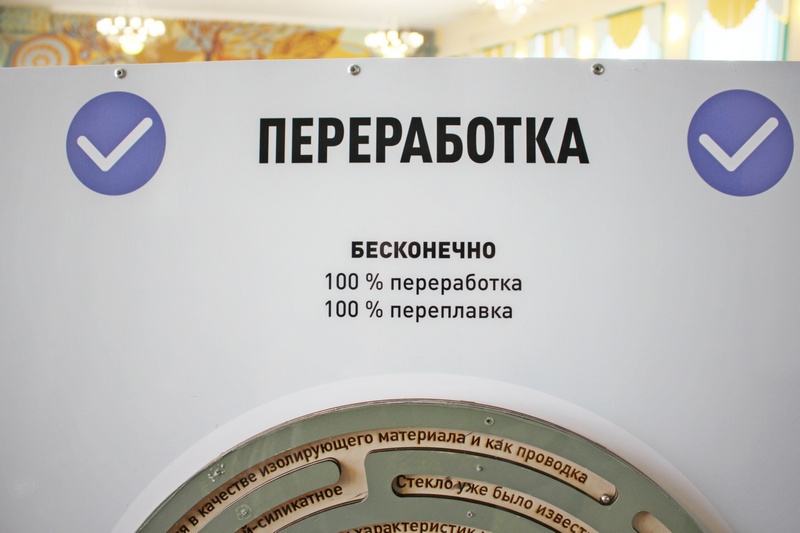 ПЕРЕРАБОТКА
БЕСКОНЕЧНО
100 % переработка
100 % переплавка
в качестве изолирующего материала и как проводка
-силикатное
Стекло уже было
характеристик